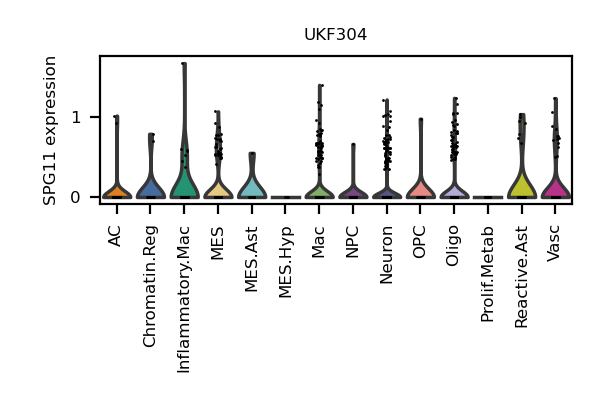 UKF304
SPG11 expression
1
0
AC
Chromatin.Reg
Inflammatory.Mac
MES
MES.Ast
MES.Hyp
Mac
NPC
Neuron
OPC
Oligo
Prolif.Metab
Reactive.Ast
Vasc